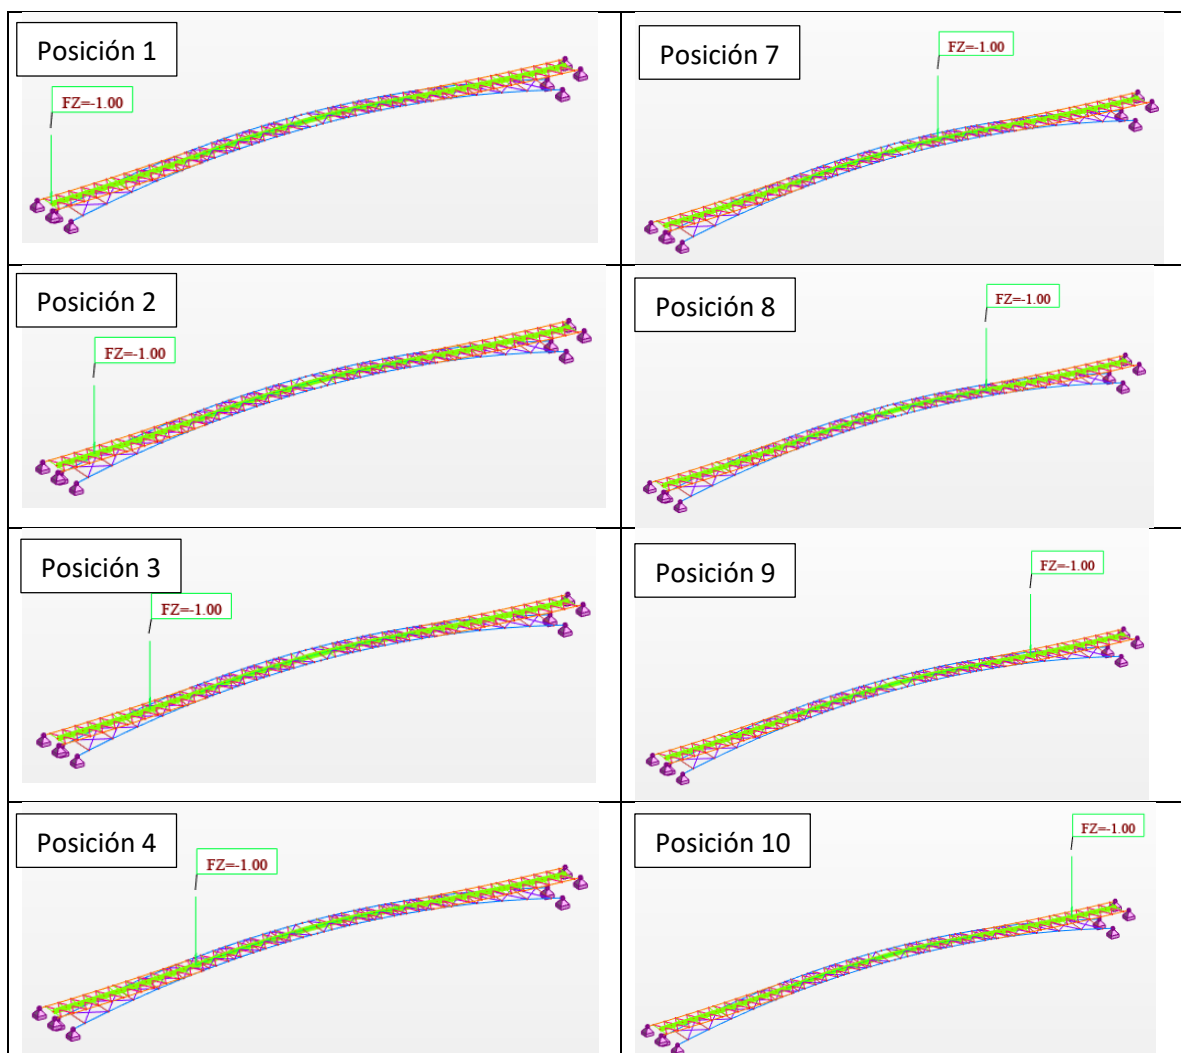 Posición 1
FZ=-1.00
Posición 7
FZ=-1.00
Posición 2
FZ=-1.00
Posición 8
FZ=-1.00
Posición 3
FZ=-1.00
Posición 9
FZ=-1.00
Posición 4
FZ=-1.00
Posición 10
FZ=-1.00